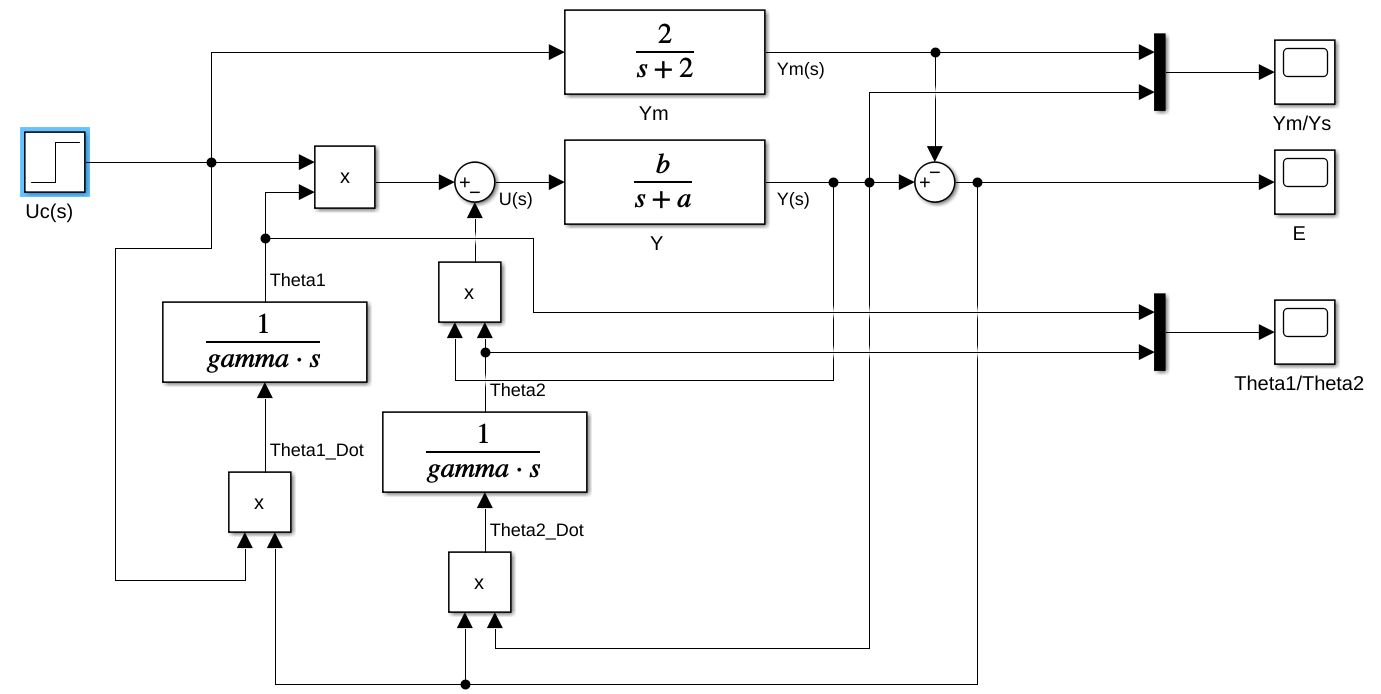 2
s + 2
Ym(s)
Ym
Ym/Ys
Uc(s)
x
+
−
U(s)
b
s + a
Y(s)
Y
+
−
E
Theta1
x
1
gamma · s
Theta1/Theta2
Theta2
Theta1_Dot
1
gamma · s
x
Theta2_Dot
x